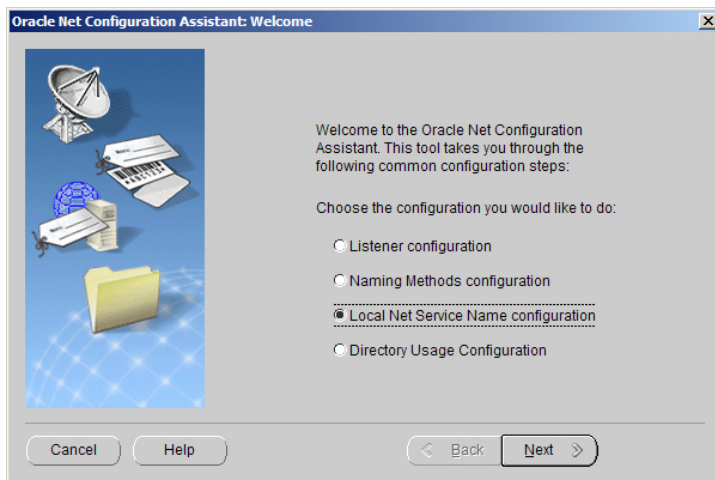 Oracle Net Configuration Assistant: Welcome
Welcome to the Oracle Net Configuration
Assistant. This tool takes you through the
following common configuration steps:
Choose the configuration you would like to do:
Listener configuration
Naming Methods configuration
Local Net Service Name configuration
Directory Usage Configuration
Cancel
Help
Back
Next